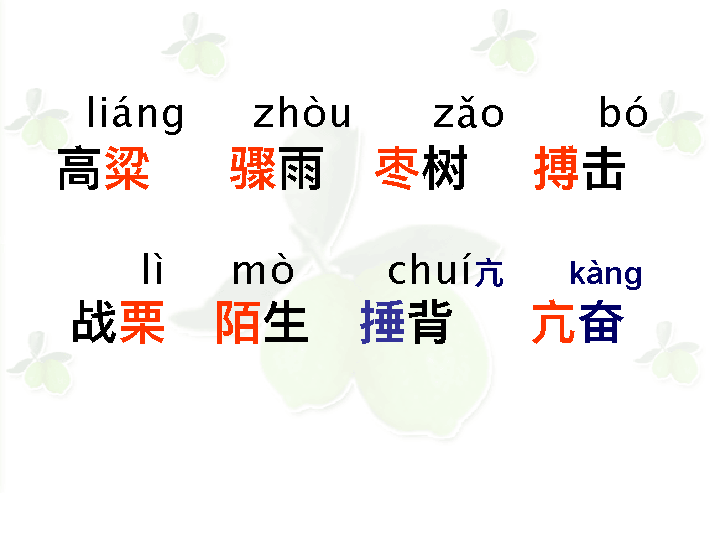 liáng zhòu zǎo bó
高粱 骤雨 枣树 搏击
lì mò chuí亢 kàng
战栗 陌生 捶背 亢奋